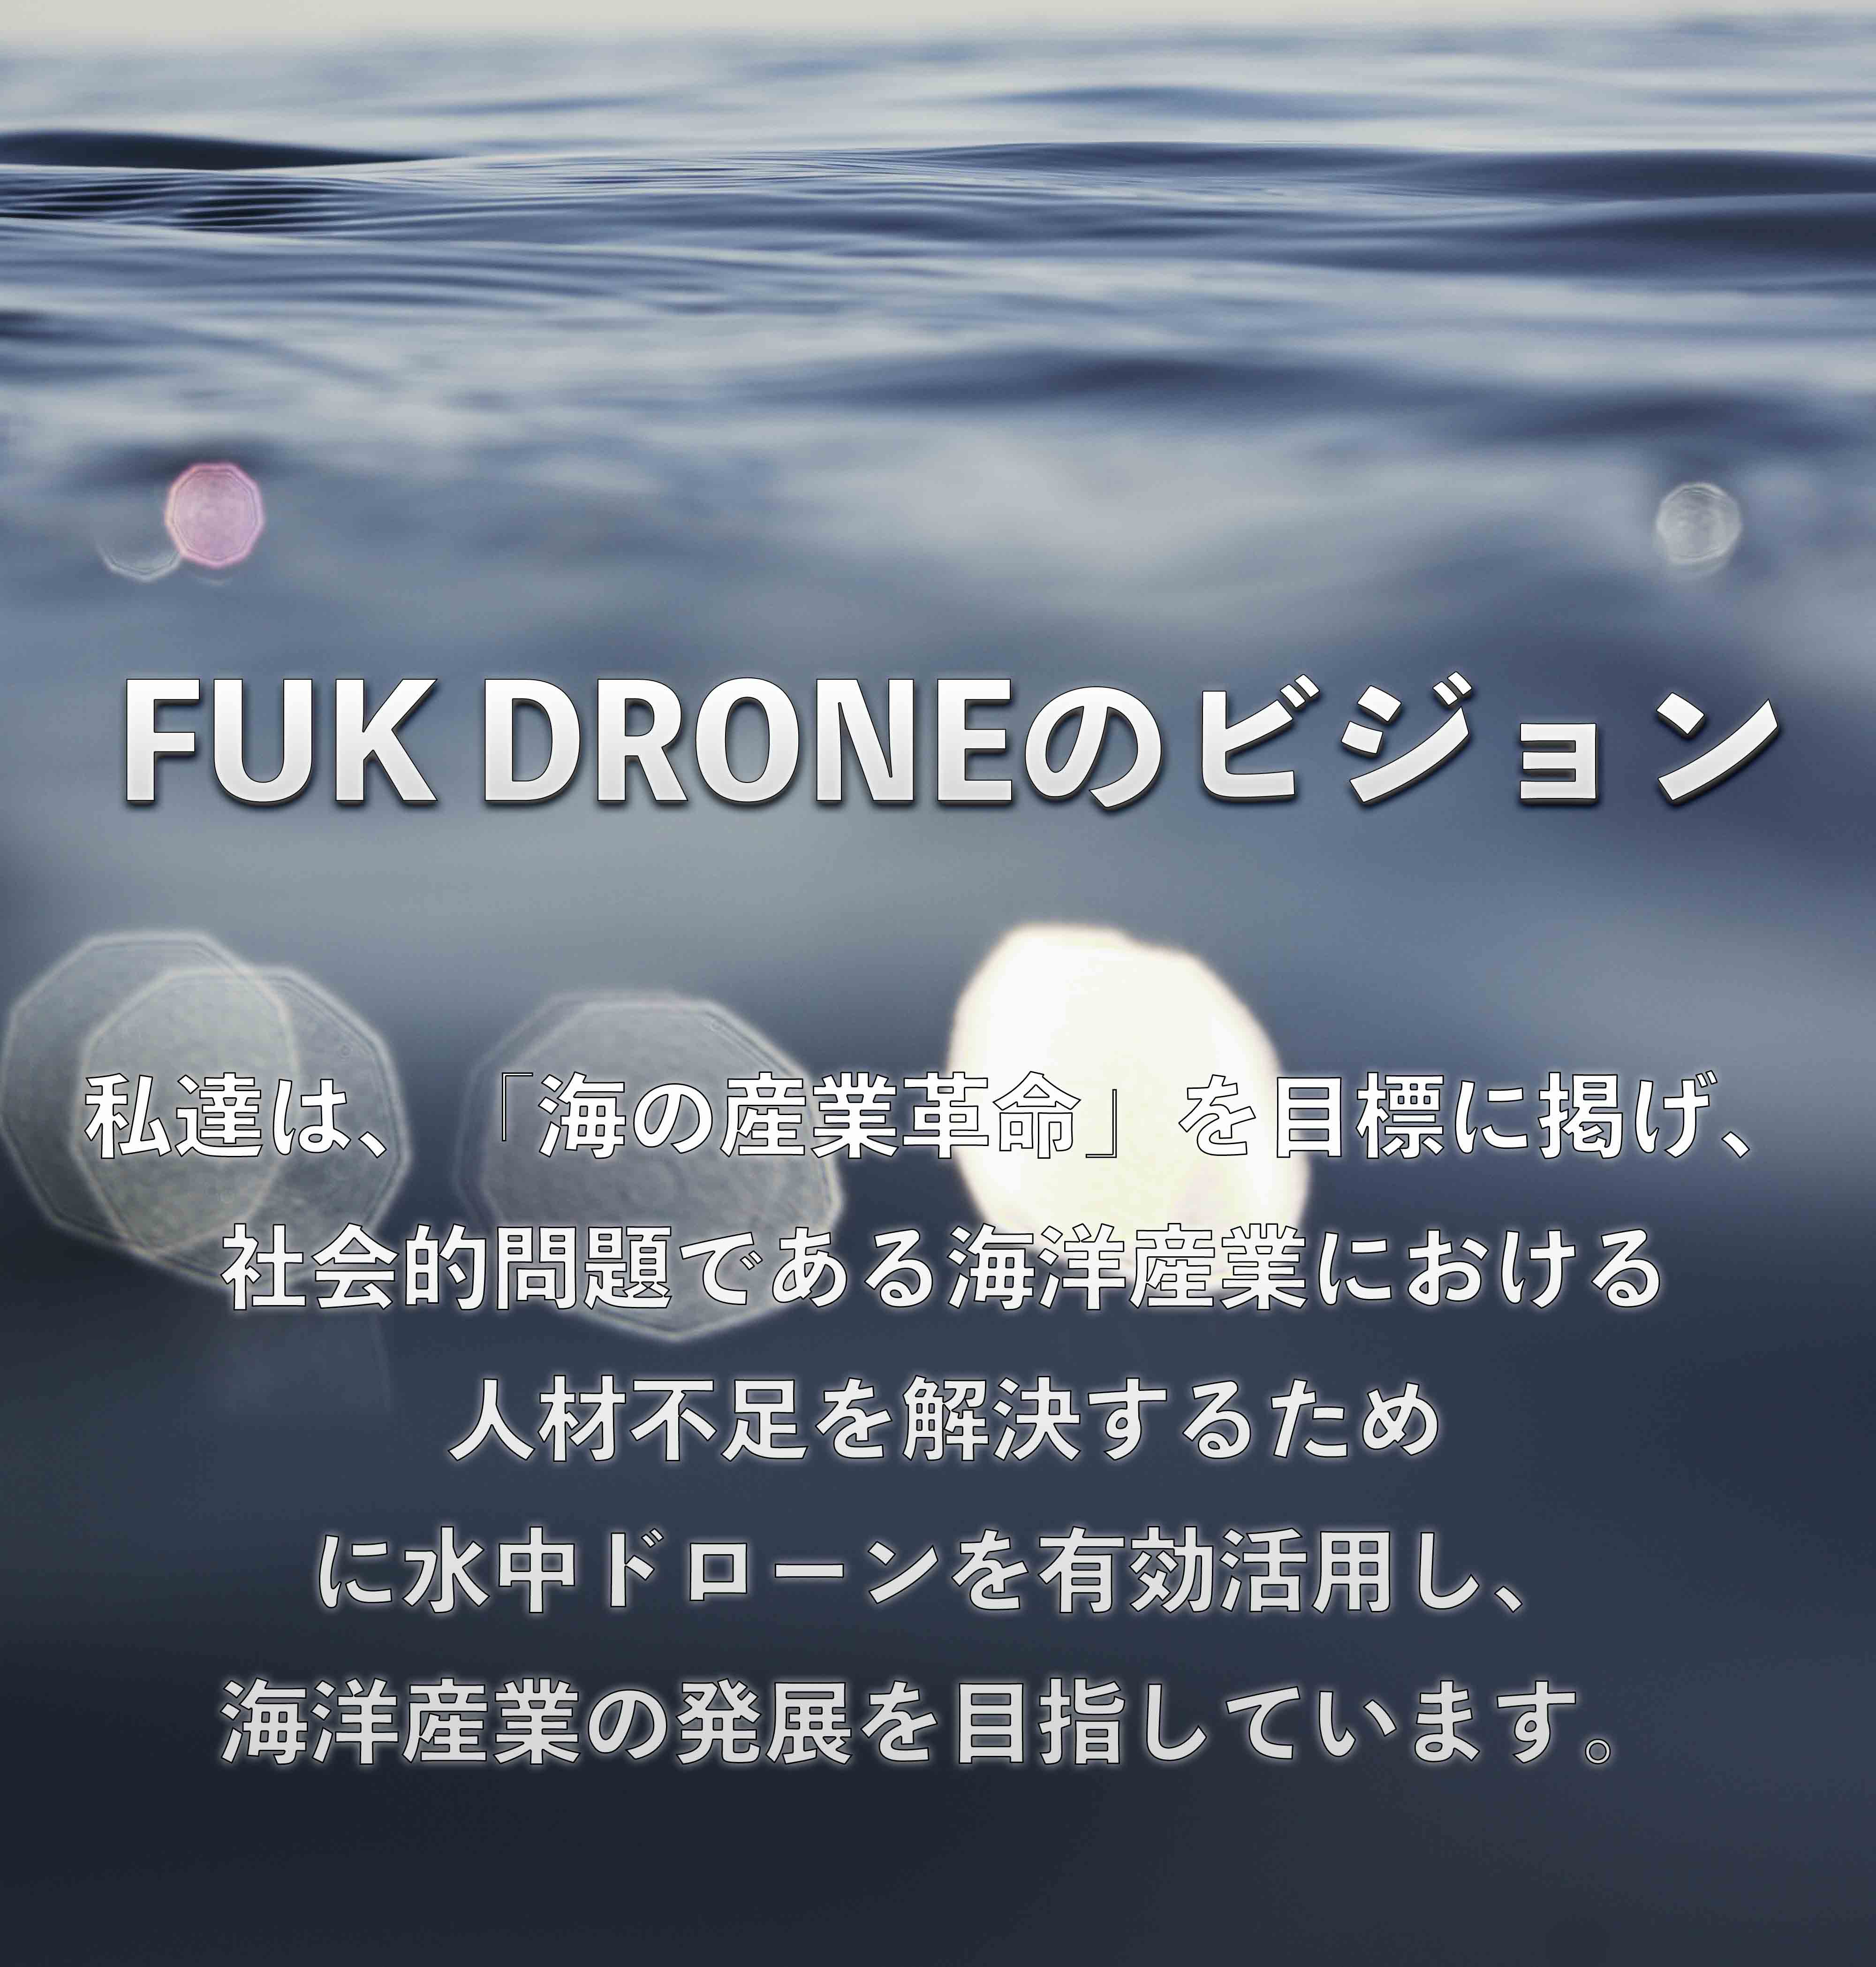 FUK DRONEのビジョン
私達は、「海の産業革命」を目標に掲げ、
社会的問題である海洋産業における
人材不足を解決するため
に水中ドローンを有効活用し、
海洋産業の発展を目指しています。